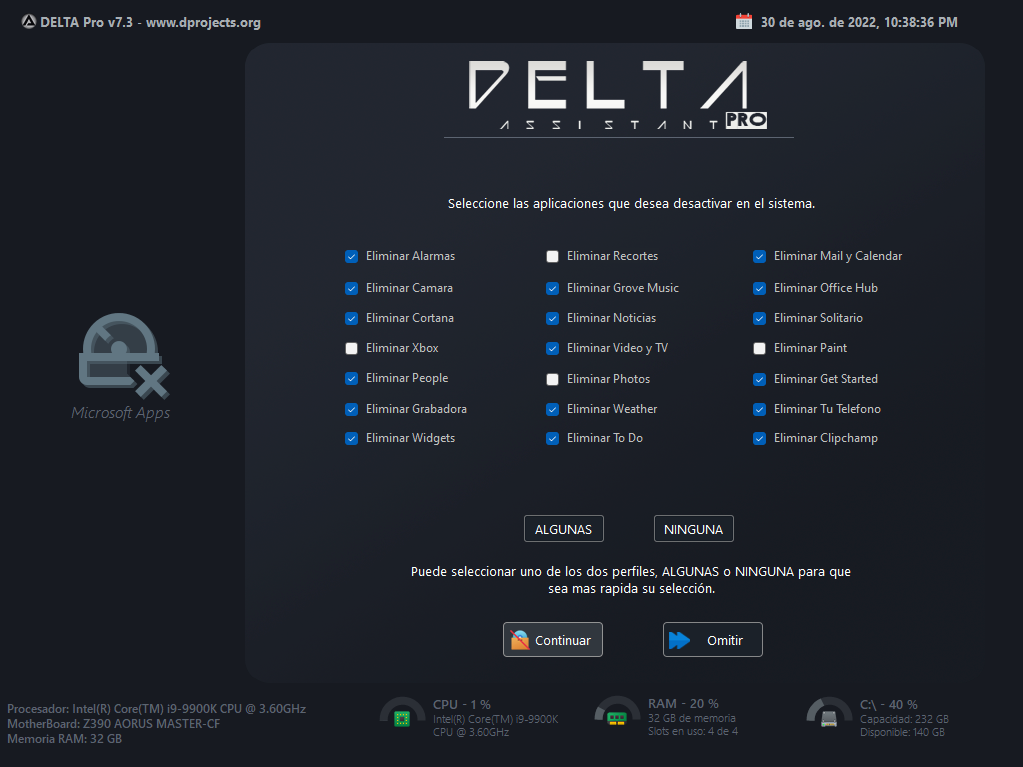 DELTA Pro v7.3 - www.dprojects.org
30 de ago. de 2022, 10:38:36 PM
DELTA
ASSISTANT PRO
Seleccione las aplicaciones que desea desactivar en el sistema.
Eliminar Alarmas
Eliminar Recortes
Eliminar Mail y Calendar
Eliminar Camara
Eliminar Grove Music
Eliminar Office Hub
Eliminar Cortana
Eliminar Noticias
Eliminar Solitario
Eliminar Xbox
Eliminar Video y TV
Eliminar Paint
Eliminar People
Eliminar Photos
Eliminar Get Started
Eliminar Grabadora
Eliminar Weather
Eliminar Tu Telefono
Eliminar Widgets
Eliminar To Do
Eliminar Clipchamp
Microsoft Apps
ALGUNAS
NINGUNA
Puede seleccionar uno de los dos perfiles, ALGUNAS o NINGUNA para que
sea mas rapida su selección.
Continuar
Omitir
Procesador: Intel(R) Core(TM) i9-9900K CPU @ 3.60GHz
MotherBoard: Z390 AORUS MASTER-CF
Memoria RAM: 32 GB
CPU - 1 %
Intel(R) Core(TM) i9-9900K
CPU @ 3.60GHz
RAM - 20 %
32 GB de memoria
Slots en uso: 4 de 4
C:\ - 40 %
Capacidad: 232 GB
Disponible: 140 GB